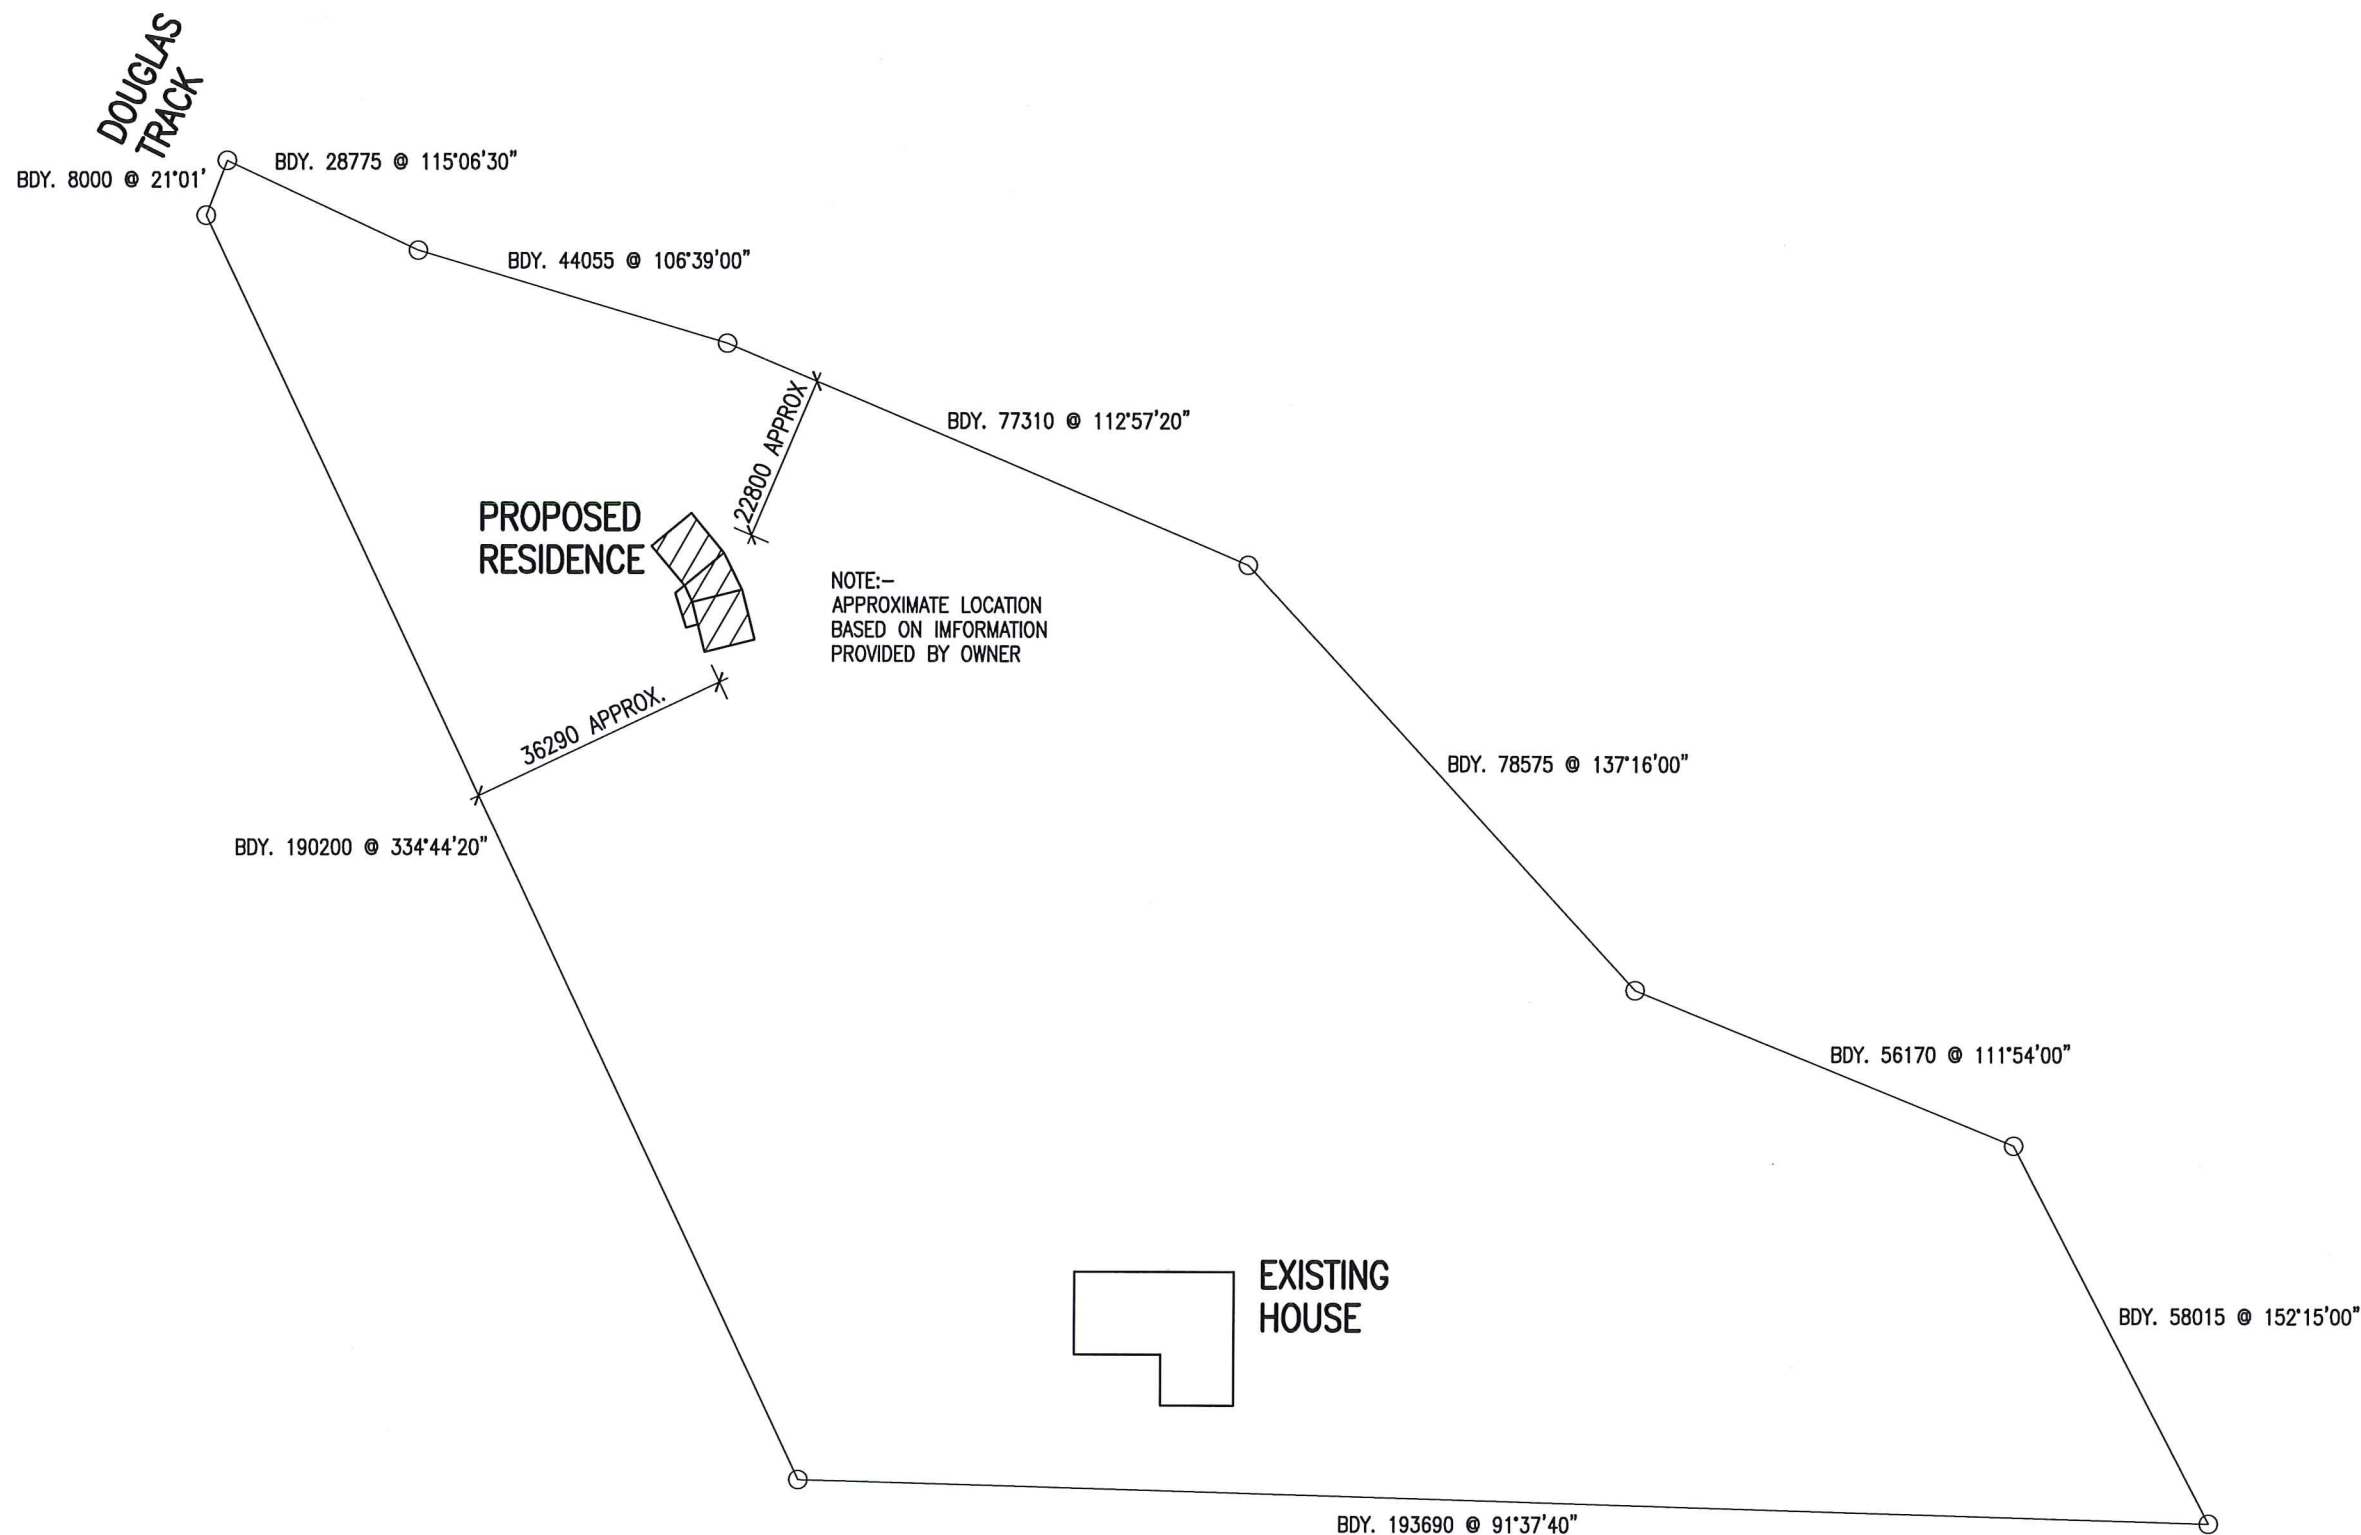 DOUGLAS
TRACK
BDY. 28775 @ 115°06'30"
BDY. 8000 @ 21°01'
BDY. 44055 @ 106°39'00"
22800 APPROX
BDY. 77310 @ 112°57'20"
PROPOSED
RESIDENCE
NOTE:-
APPROXIMATE LOCATION
BASED ON IMFORMATION
PROVIDED BY OWNER
36290 APPROX.
BDY. 78575 @ 137°16'00"
BDY. 190200 @ 334°44'20"
BDY. 56170 @ 111°54'00"
EXISTING
HOUSE
BDY. 58015 @ 152°15'00"
BDY. 193690 @ 91°37'40"